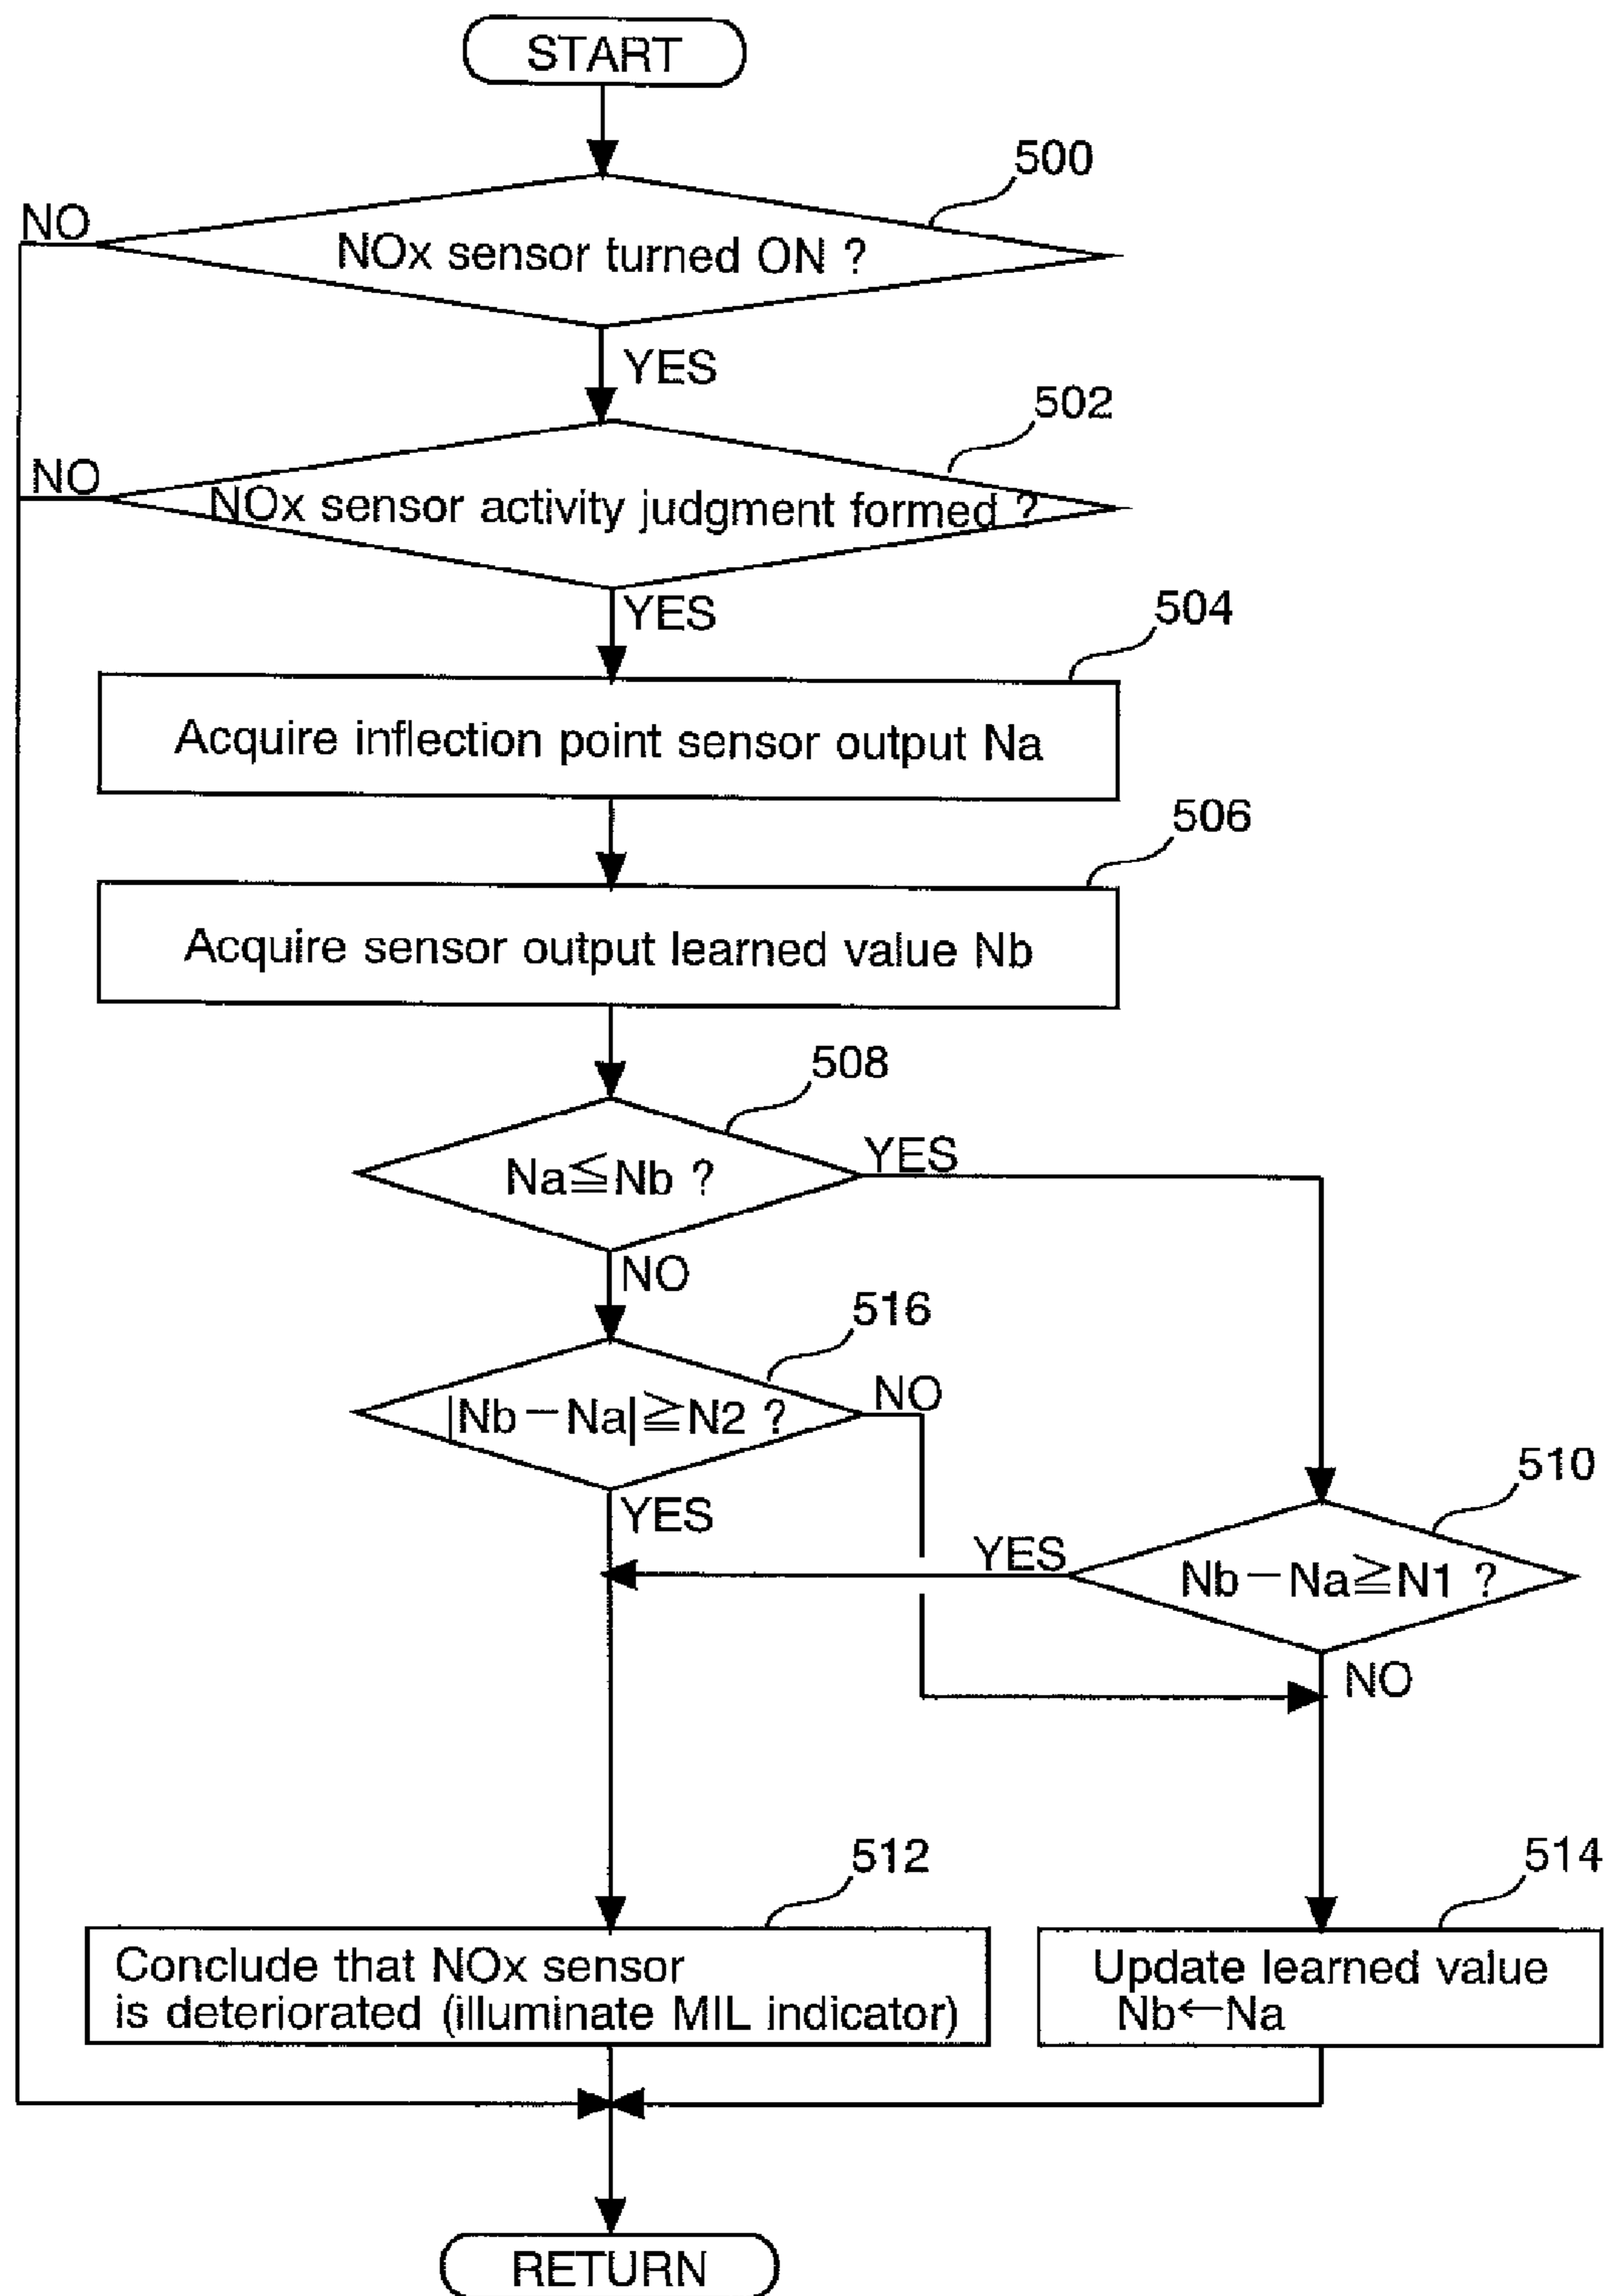 START
500
NO
NOx sensor turned ON ?
YES
502
NO
NOx sensor activity judgment formed ?
YES
504
Acquire inflection point sensor output Na
506
Acquire sensor output learned value Nb
508
Na≦Nb ?
YES
NO
516
|Nb－Na|≧N2 ?
NO
510
YES
YES
Nb－Na≧N1 ?
NO
512
514
Conclude that NOx sensor
is deteriorated (illuminate MIL indicator)
Update learned value
Nb←Na
RETURN